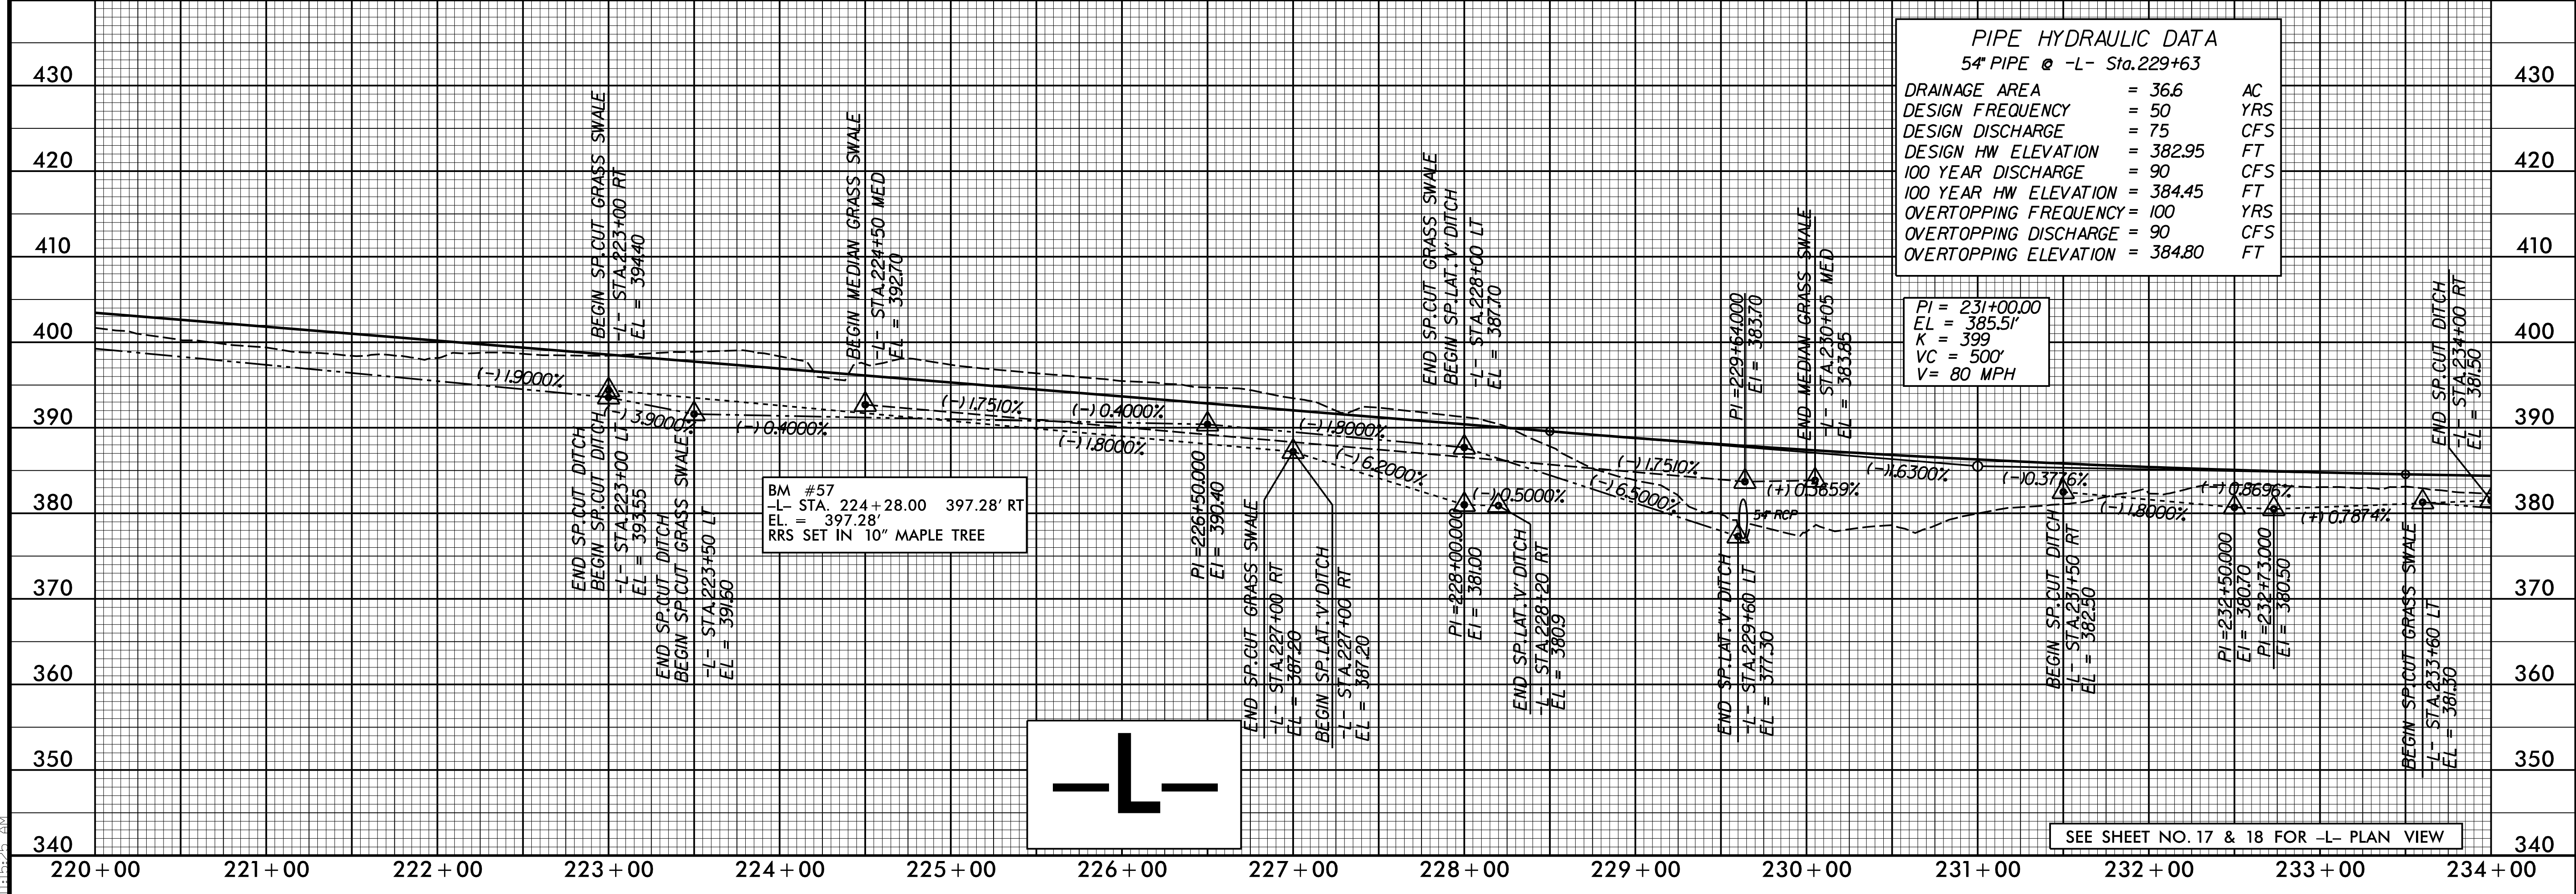 PIPE HYDRAULIC DATA
54" PIPE @ -L- Sta.229+63
DRAINAGE AREA = 36.6 AC
DESIGN FREQUENCY = 50 YRS
DESIGN DISCHARGE = 75 CFS
DESIGN HW ELEVATION = 382.95 FT
100 YEAR DISCHARGE = 90 CFS
100 YEAR HW ELEVATION = 384.45 FT
OVERTOPPING FREQUENCY = 100 YRS
OVERTOPPING DISCHARGE = 90 CFS
OVERTOPPING ELEVATION = 384.80 FT
PI = 231+00.00
EL = 385.51'
K = 399
VC = 500'
V = 80 MPH
430 430
420 420
410 410
400 400
390 390
380 380
370 370
360 360
350 350
340 340
BEGIN SP.CUT GRASS SWALE
-L- STA.223+00 RT
EL = 394.40
BEGIN MEDIAN GRASS SWALE
-L- STA.224+50 MED
EL = 392.70
END SP.CUT GRASS SWALE
BEGIN SP.LAT.'V' DITCH
-L- STA.228+00 LT
EL = 387.70
PI =229+64.000
El = 383.70
END MEDIAN GRASS SWALE
-L- STA.230+05 MED
EL = 383.85
END SP.CUT DITCH
-L- STA.234+00 RT
EL = 381.50
(-)1.9000%
(-)3.9000%
(-)0.4000%
(-)1.7510%
(-)0.4000%
(-)1.8000%
(-)1.8000%
(-)6.2000%
(-)0.5000%
(-)6.5000%
(-)1.7510%
(+)0.3659%
(-)1.6300%
(-)0.3776%
(-)1.8000%
(-)0.8696%
(+)0.7874%
54" RCP
END SP.CUT DITCH
BEGIN SP.CUT DITCH
-L- STA.223+00 LT
EL = 393.55
END SP.CUT DITCH
BEGIN SP.CUT GRASS SWALE
-L- STA.223+50 LT
EL = 391.60
BM #57
-L- STA. 224+28.00 397.28' RT
EL. = 397.28'
RRS SET IN 10" MAPLE TREE
PI =226+50.000
El = 390.40
END SP.CUT GRASS SWALE
-L- STA.227+00 RT
EL = 387.20
BEGIN SP.LAT.'V' DITCH
-L- STA.227+00 RT
EL = 387.20
PI =228+00.000
El = 381.00
END SP.LAT.'V' DITCH
-L- STA.228+20 RT
EL = 380.9
END SP.LAT.'V' DITCH
-L- STA.229+60 LT
EL = 377.30
BEGIN SP.CUT DITCH
-L- STA.231+50 RT
EL = 382.50
PI =232+50.000
El = 380.70
PI =232+73.000
El = 380.50
BEGIN SP.CUT GRASS SWALE
-L- STA.233+60 LT
EL = 381.30
-L-
SEE SHEET NO. 17 & 18 FOR -L- PLAN VIEW
220+00 221+00 222+00 223+00 224+00 225+00 226+00 227+00 228+00 229+00 230+00 231+00 232+00 233+00 234+00